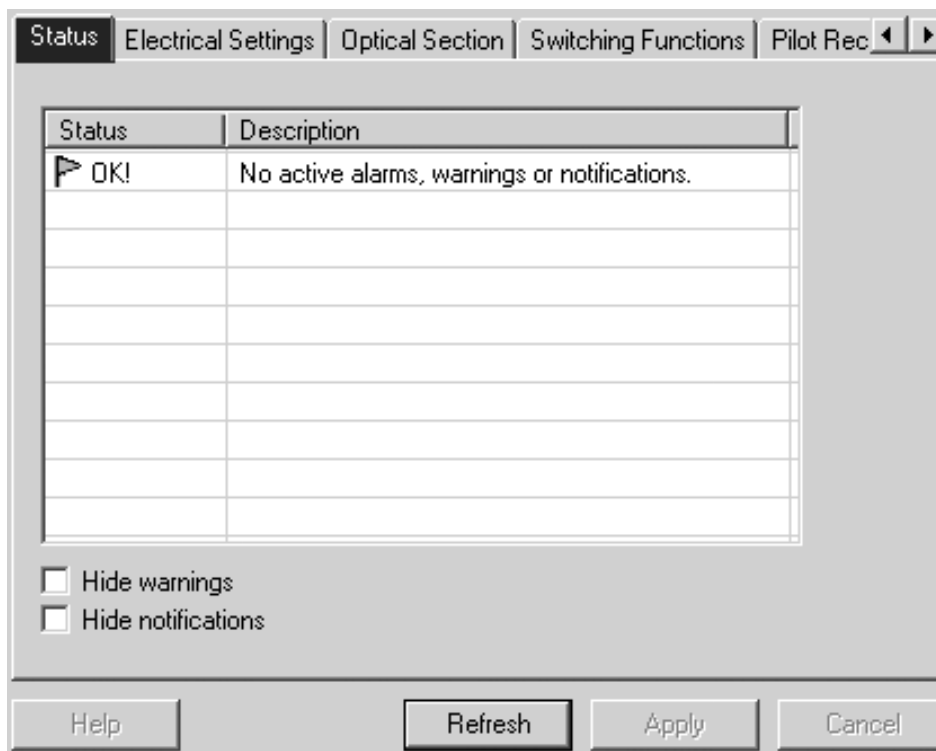 Status Electrical Settings Optical Section Switching Functions Pilot Rec
Status Description
OK! No active alarms, warnings or notifications.
Hide warnings
Hide notifications
Help Refresh Apply Cancel